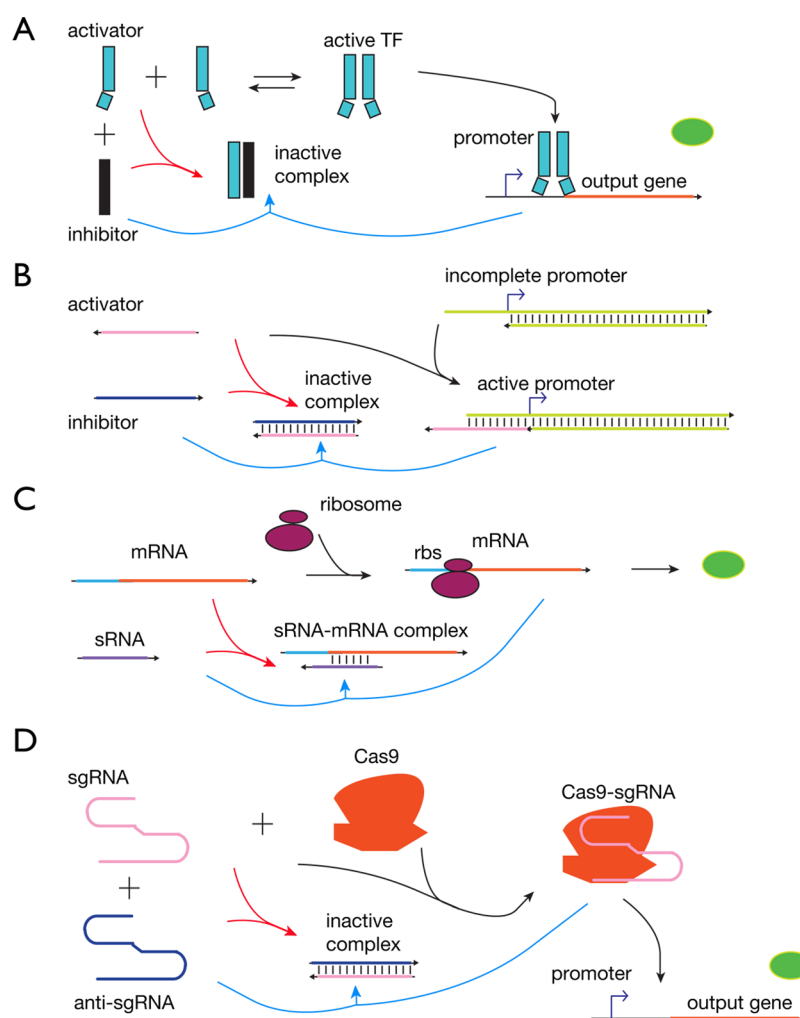 A
activator
active TF
promoter
inactive
complex
output gene
inhibitor
B
activator
incomplete promoter
inactive
complex
active promoter
inhibitor
C
ribosome
mRNA
rbs
mRNA
sRNA
sRNA-mRNA complex
D
Cas9
sgRNA
Cas9-sgRNA
inactive
complex
anti-sgRNA
promoter
output gene